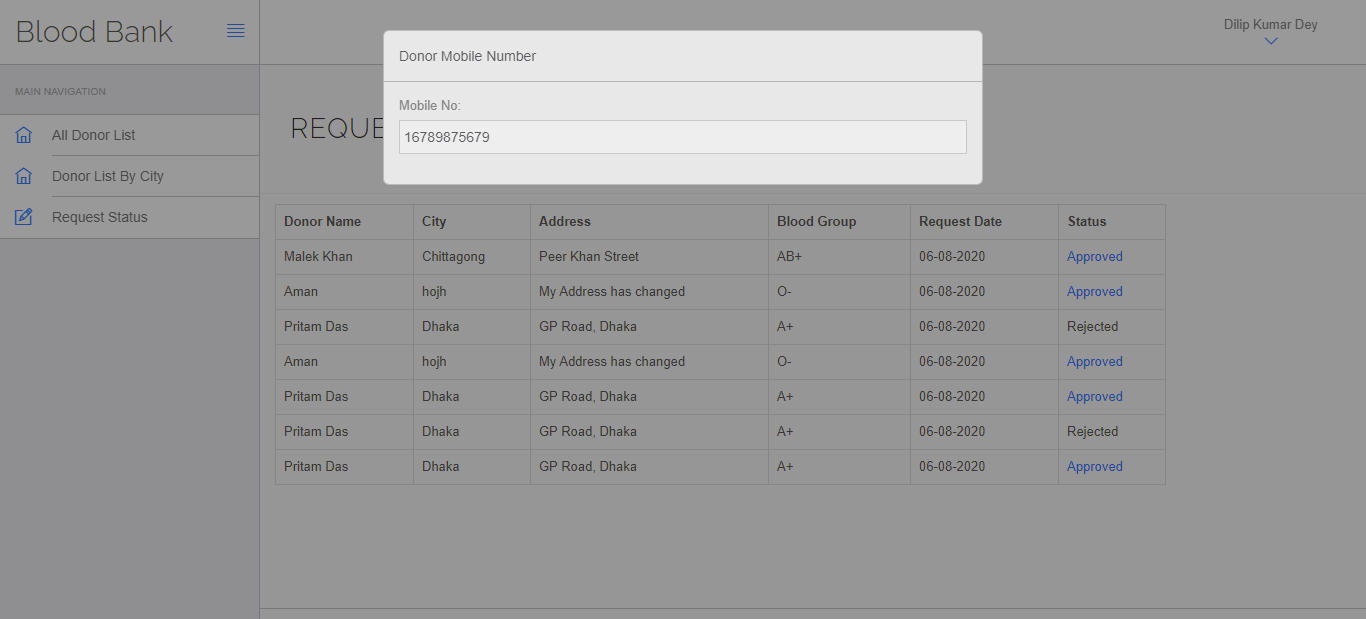 Blood Bank
Dilip Kumar Dey
MAIN NAVIGATION
All Donor List
Donor List By City
Request Status
Donor Mobile Number
Mobile No:
16789875679
REQUE
Donor Name City Address Blood Group Request Date Status
Malek Khan Chittagong Peer Khan Street AB+ 06-08-2020 Approved
Aman hojh My Address has changed O- 06-08-2020 Approved
Pritam Das Dhaka GP Road, Dhaka A+ 06-08-2020 Rejected
Aman hojh My Address has changed O- 06-08-2020 Approved
Pritam Das Dhaka GP Road, Dhaka A+ 06-08-2020 Approved
Pritam Das Dhaka GP Road, Dhaka A+ 06-08-2020 Rejected
Pritam Das Dhaka GP Road, Dhaka A+ 06-08-2020 Approved